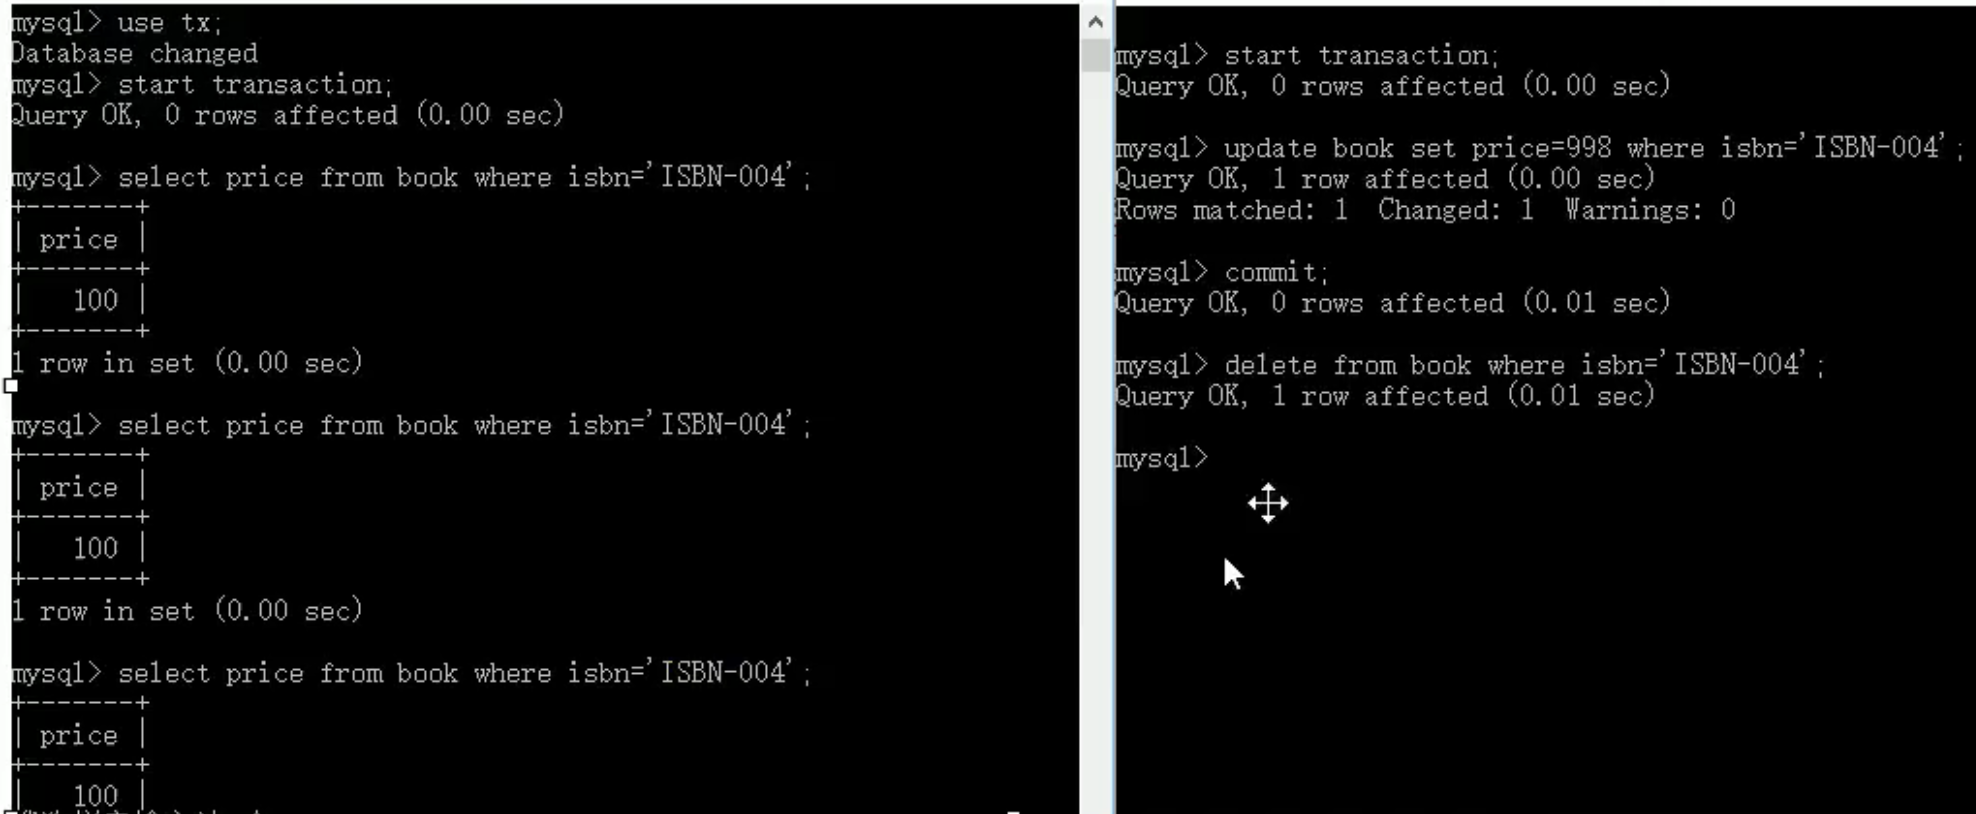 mysql> use tx;
Database changed
mysql> start transaction;
Query OK, 0 rows affected (0.00 sec)
mysql> select price from book where isbn='ISBN-004';
+-------+
| price |
+-------+
|   100 |
+-------+
1 row in set (0.00 sec)
mysql> select price from book where isbn='ISBN-004';
+-------+
| price |
+-------+
|   100 |
+-------+
1 row in set (0.00 sec)
mysql> select price from book where isbn='ISBN-004';
+-------+
| price |
+-------+
|   100 |
mysql> start transaction;
Query OK, 0 rows affected (0.00 sec)
mysql> update book set price=998 where isbn='ISBN-004';
Query OK, 1 row affected (0.00 sec)
Rows matched: 1  Changed: 1  Warnings: 0
mysql> commit;
Query OK, 0 rows affected (0.01 sec)
mysql> delete from book where isbn='ISBN-004';
Query OK, 1 row affected (0.01 sec)
mysql>